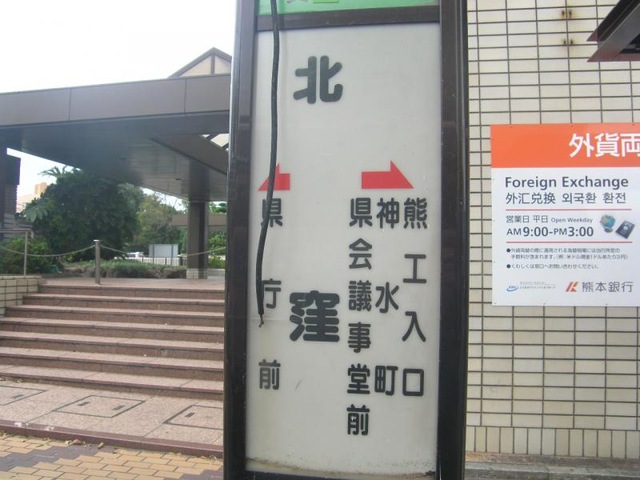 北窪
県庁前
熊工入口
神水町
県会議事堂前
外貨両
Foreign Exchange
外汇兑换 외국환 환전
営業日 平日 Open Weekday
AM9:00-PM3:00
熊本銀行